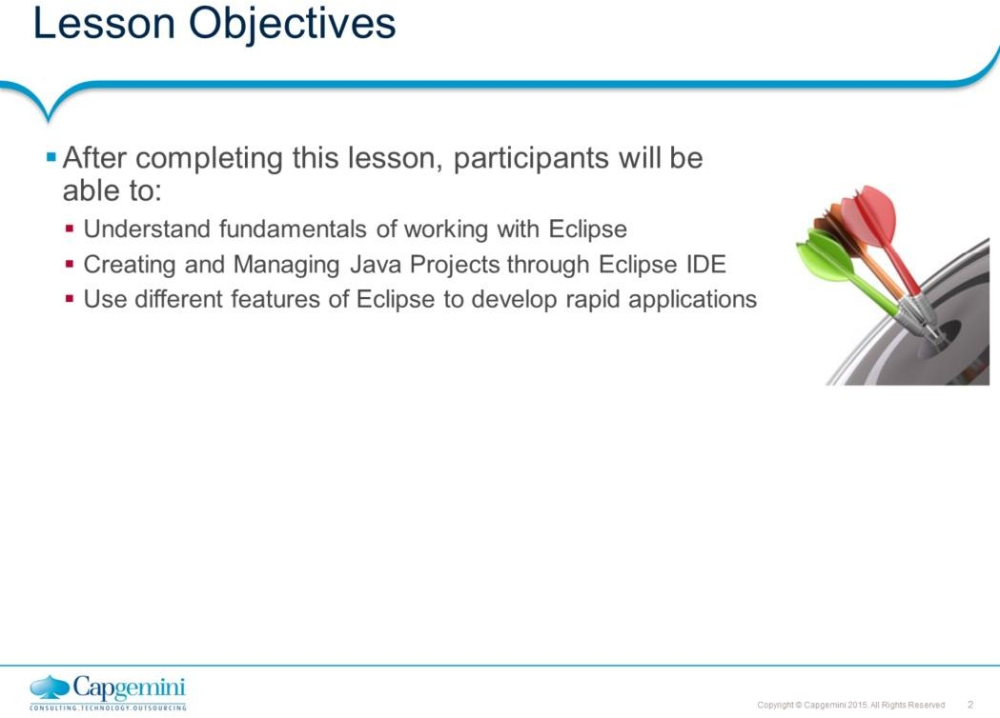 Lesson Objectives
After completing this lesson, participants will be
able to:
Understand fundamentals of working with Eclipse
Creating and Managing Java Projects through Eclipse IDE
Use different features of Eclipse to develop rapid applications
Capgemini
CONSULTING.TECHNOLOGY.OUTSOURCING
Copyright © Capgemini 2015. All Rights Reserved 2